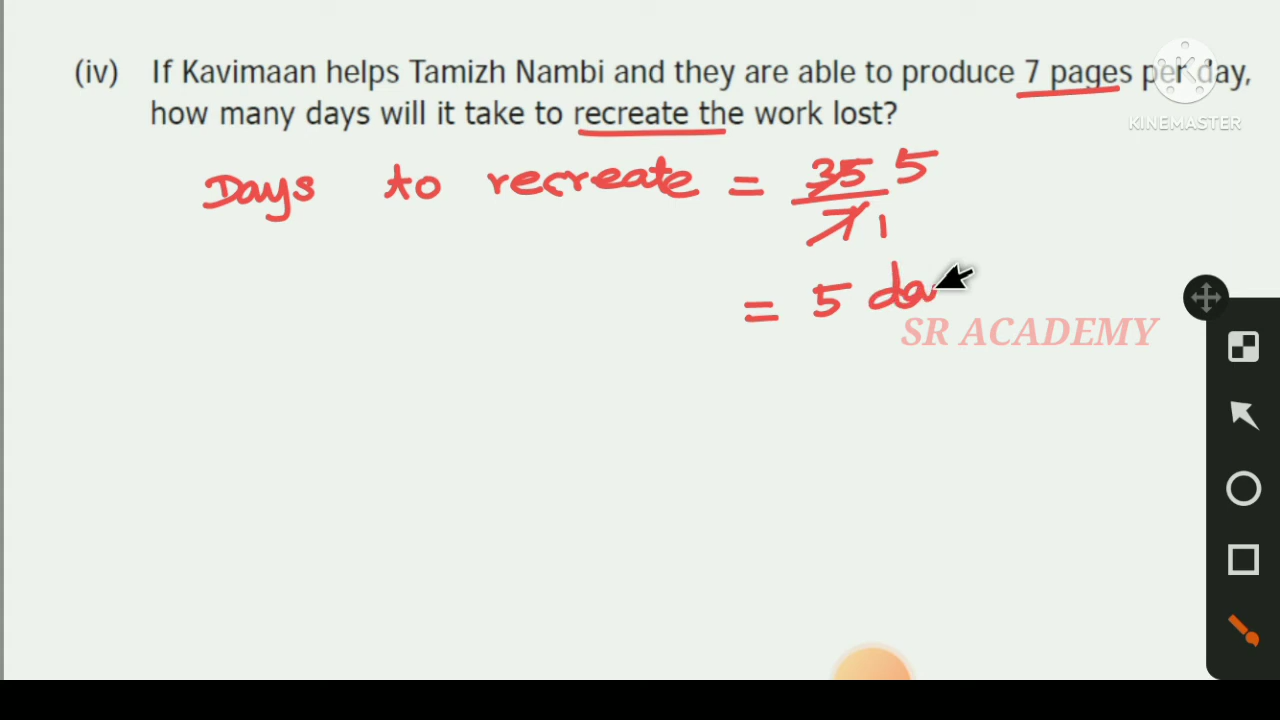 (iv) If Kavimaan helps Tamizh Nambi and they are able to produce 7 pages per day,
how many days will it take to recreate the work lost?
KINEMASTER
Days to recreate = 35 5
7 1
= 5 da
SR ACADEMY